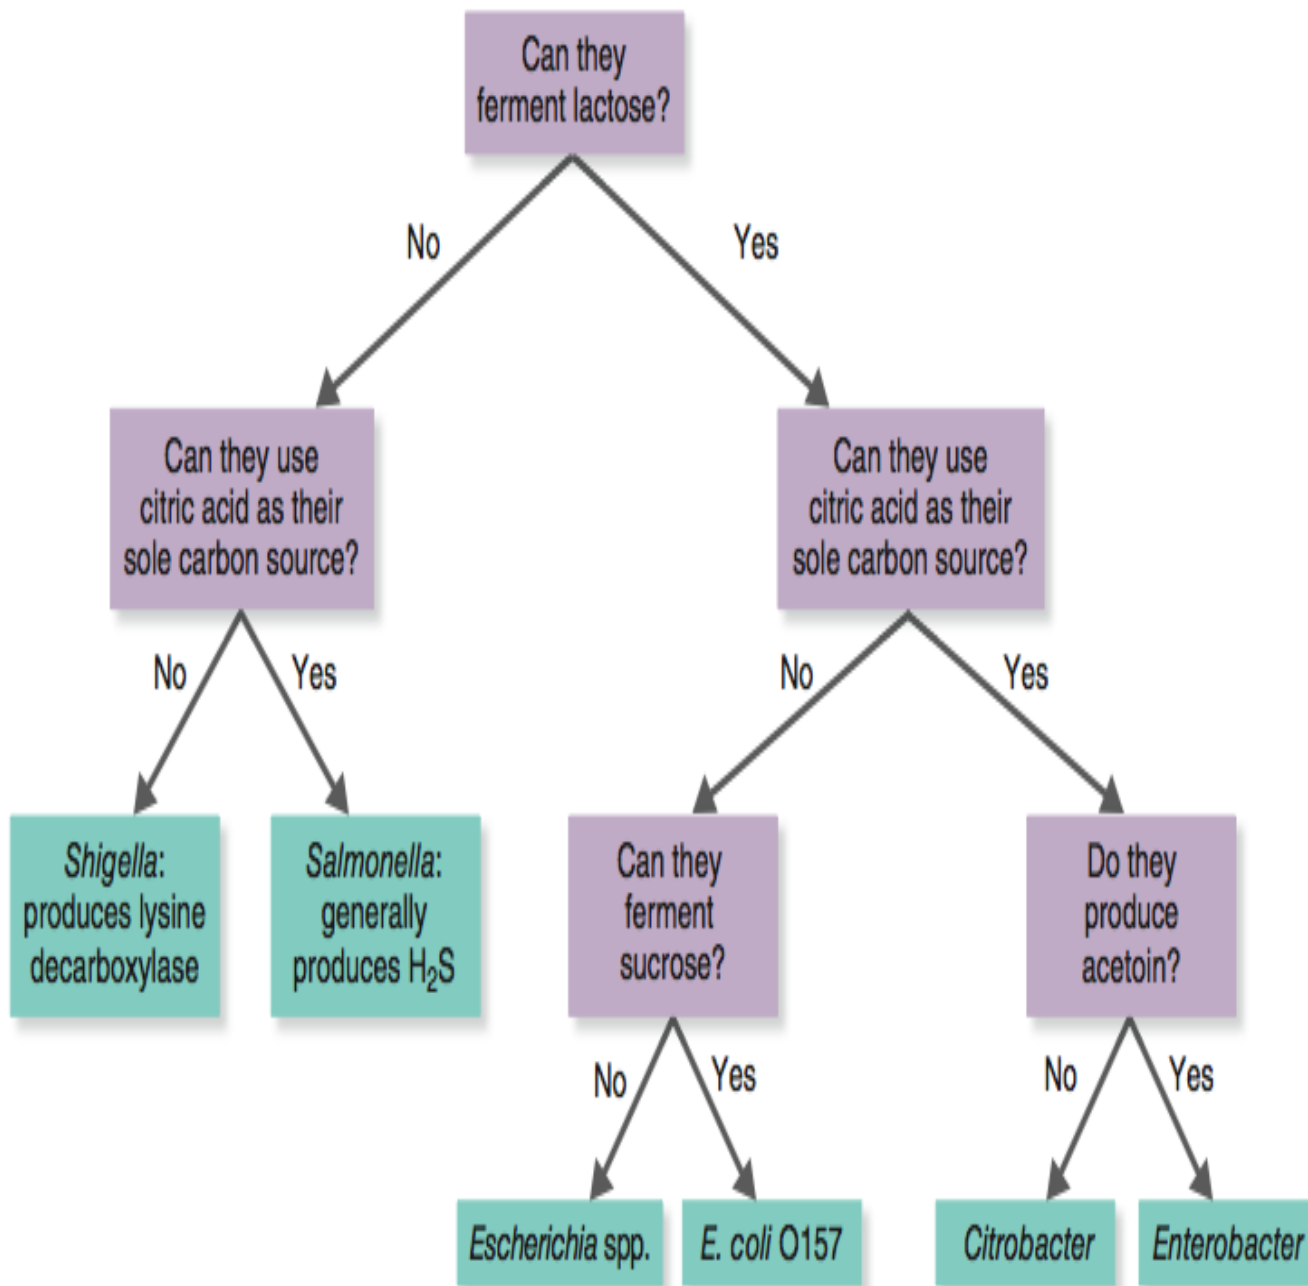 Can they
ferment lactose?
No
Yes
Can they use
citric acid as their
sole carbon source?
Can they use
citric acid as their
sole carbon source?
No
Yes
No
Yes
Shigella:
produces lysine
decarboxylase
Salmonella:
generally
produces H₂S
Can they
ferment
sucrose?
Do they
produce
acetoin?
No
Yes
No
Yes
Escherichia spp.
E. coli O157
Citrobacter
Enterobacter